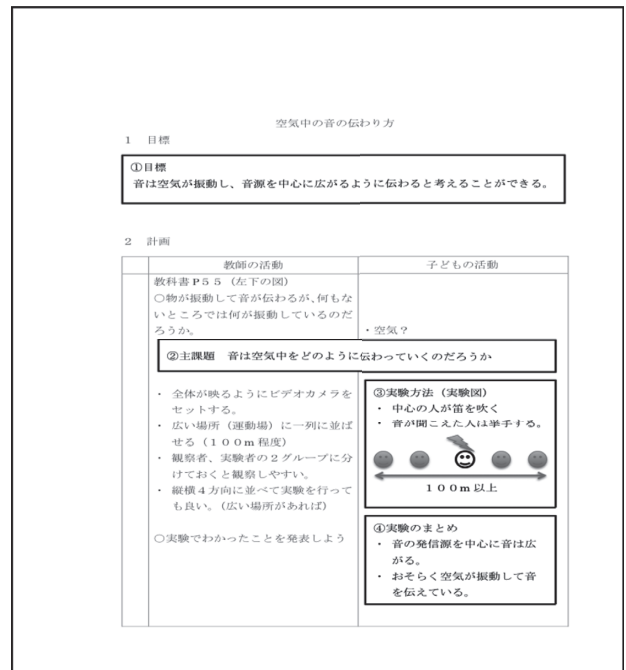 空気中の音の伝わり方
1 目標
①目標
音は空気が振動し、音源を中心に広がるように伝わると考えることができる。
2 計画
教師の活動
子どもの活動
教科書P55(左下の図)
○物が振動して音が伝わるが、何もな
いところでは何が振動しているのだ
ろうか。
・空気?
②主課題 音は空気中をどのように伝わっていくのだろうか
・ 全体が映るようにビデオカメラを
セットする。
・ 広い場所(運動場)に一列に並ば
せる(100m程度)
・ 観察者、実験者の2グループに分
けておくと観察しやすい。
・ 縦横4方向に並べて実験を行って
も良い。(広い場所があれば)
○実験でわかったことを発表しよう
③実験方法(実験図)
・ 中心の人が笛を吹く
・ 音が聞こえた人は挙手する。
100m以上
④実験のまとめ
・ 音の発信源を中心に音は広
がる。
・ おそらく空気が振動して音
を伝えている。